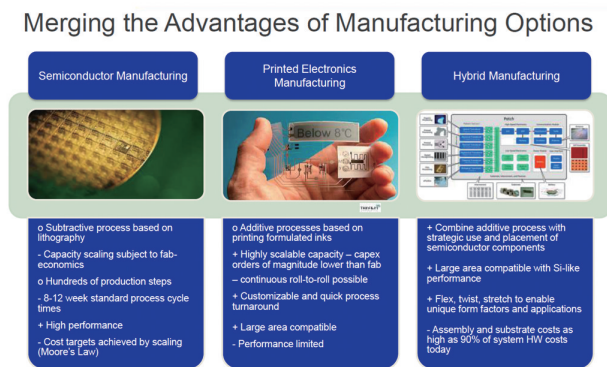 Merging the Advantages of Manufacturing Options
Semiconductor Manufacturing
Printed Electronics
Manufacturing
Hybrid Manufacturing
Below 8°C
o Subtractive process based on
lithography
- Capacity scaling subject to fab-
economics
o Hundreds of production steps
- 8-12 week standard process cycle
times
+ High performance
- Cost targets achieved by scaling
(Moore's Law)
o Additive processes based on
printing formulated inks
+ Highly scalable capacity – capex
orders of magnitude lower than fab
– continuous roll-to-roll possible
+ Customizable and quick process
turnaround
+ Large area compatible
- Performance limited
+ Combine additive process with
strategic use and placement of
semiconductor components
+ Large area compatible with Si-like
performance
+ Flex, twist, stretch to enable
unique form factors and applications
- Assembly and substrate costs as
high as 90% of system HW costs
today